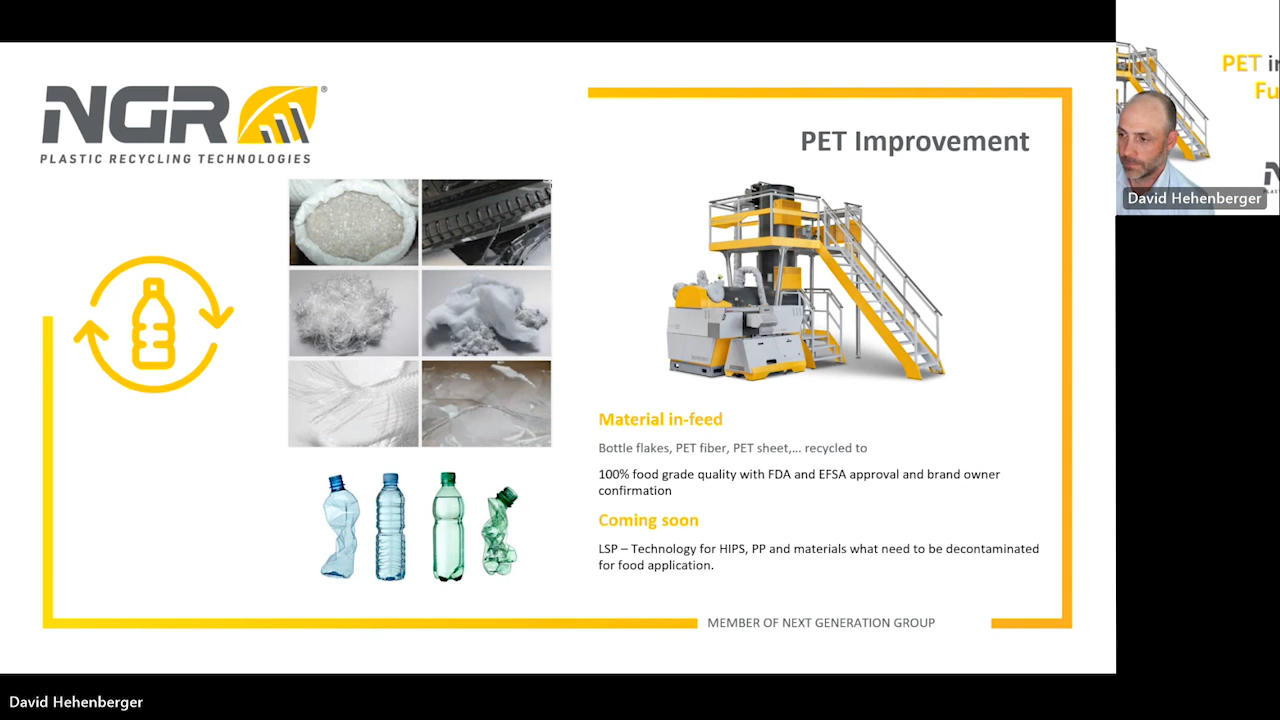 NGR
®
PLASTIC RECYCLING TECHNOLOGIES
PET Improvement
Material in-feed
Bottle flakes, PET fiber, PET sheet,... recycled to
100% food grade quality with FDA and EFSA approval and brand owner
confirmation
Coming soon
LSP – Technology for HIPS, PP and materials what need to be decontaminated
for food application.
MEMBER OF NEXT GENERATION GROUP
PET
Fu
David Hehenberger
David Hehenberger